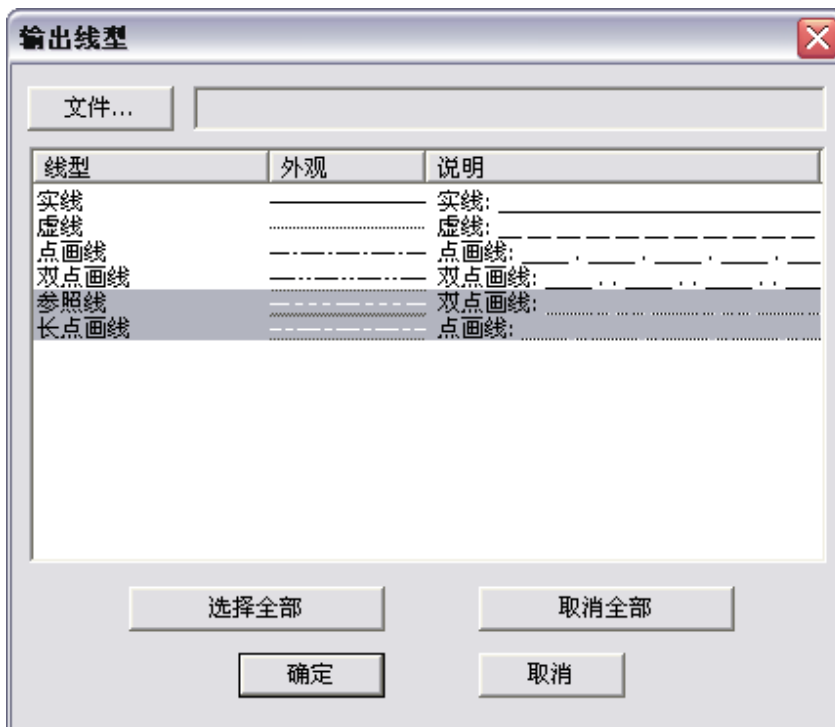 输出线型
文件...
线型 外观 说明
实线 实线:
虚线 虚线:
点画线 点画线:
双点画线 双点画线:
参照线 双点画线:
长点画线 点画线:
选择全部 取消全部
确定 取消